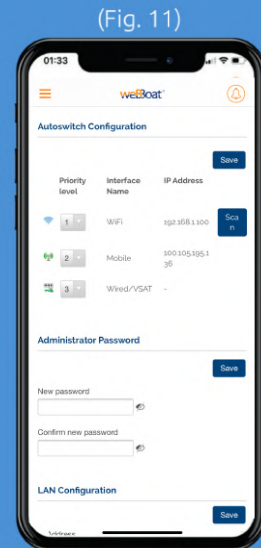 (Fig. 11)
01:33
weBBoat
Autoswitch Configuration
Save
Priority level Interface Name IP Address
1 WiFi 192.168.1.100 Sca
n
2 Mobile 100.105.195.1
36
3 Wired/VSAT -
Administrator Password
Save
New password
Confirm new password
LAN Configuration
Save
Address